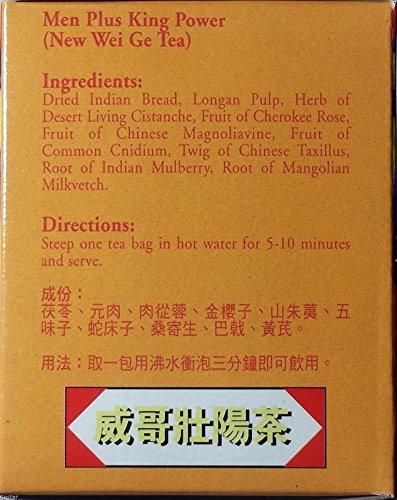 Men Plus King Power
(New Wei Ge Tea)
Ingredients:
Dried Indian Bread, Longan Pulp, Herb of
Desert Living Cistanche, Fruit of Cherokee Rose,
Fruit of Chinese Magnoliavine, Fruit of
Common Cnidium, Twig of Chinese Taxillus,
Root of Indian Mulberry, Root of Mangolian
Milkvetch.
Directions:
Steep one tea bag in hot water for 5-10 minutes
and serve.
成份：
茯苓、元肉、肉從蓉、金櫻子、山朱萸、五
味子、蛇床子、桑寄生、巴戟、黃芪。
用法：取一包用沸水衝泡三分鐘即可飲用。
威哥壯陽茶